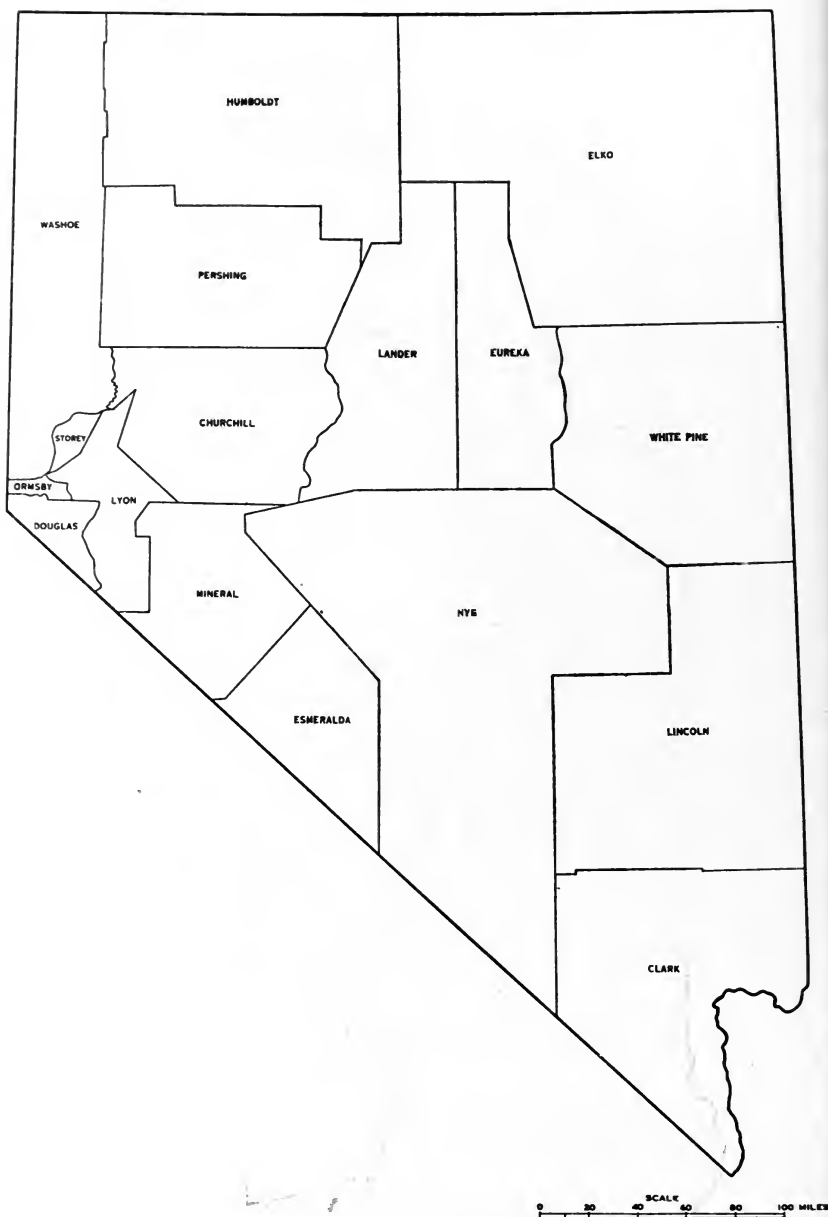 HUMBOLDT
ELKO
WASHOE
PERSHING
LANDER
EUREKA
CHURCHILL
STOREY
WHITE PINE
ORMSBY
LYON
DOUGLAS
MINERAL
NYE
ESMERALDA
LINCOLN
CLARK
SCALE
0 20 40 60 80 100 MILES